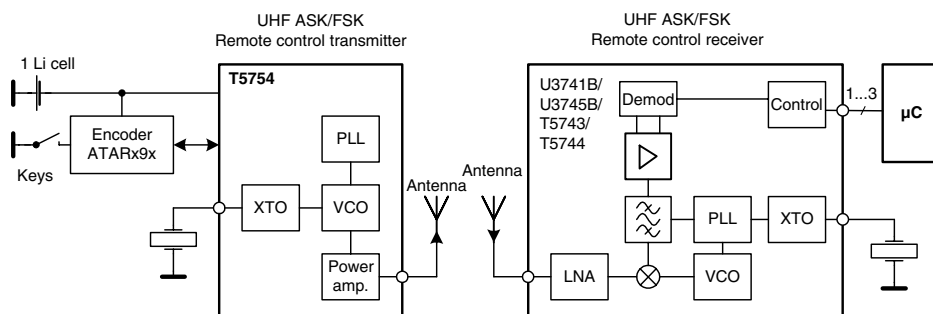 UHF ASK/FSK
Remote control transmitter
UHF ASK/FSK
Remote control receiver
1 Li cell
T5754
Encoder
ATARx9x
Keys
PLL
XTO
VCO
Power
amp.
Antenna
Antenna
U3741B/
U3745B/
T5743/
T5744
Demod
Control
1...3
µC
PLL
XTO
LNA
VCO